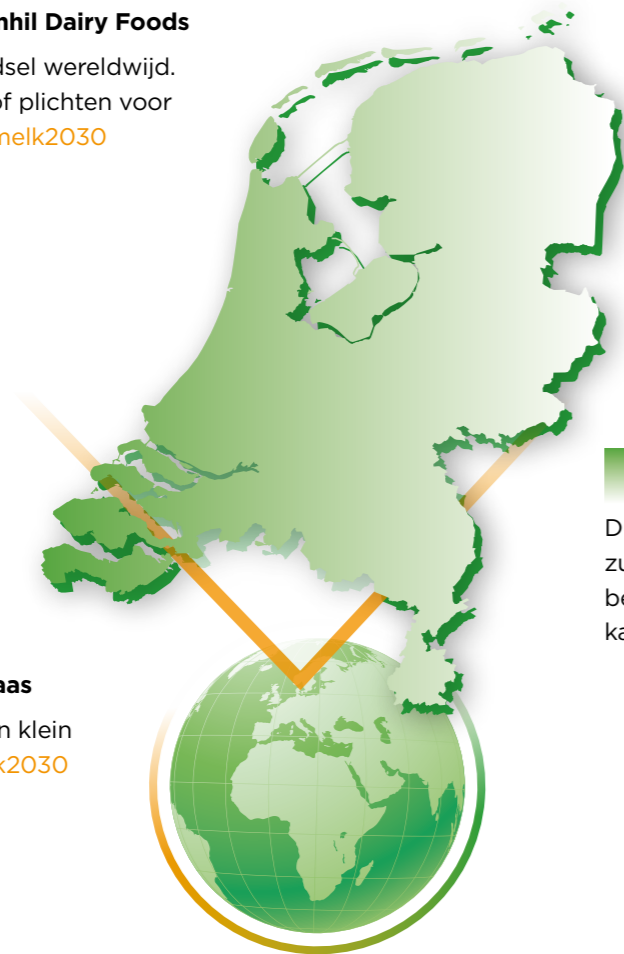 nhil Dairy Foods
dsel wereldwijd.
of plichten voor
melk2030
aas
n klein
k2030
D
zu
be
ka